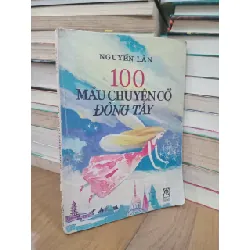 NGUYỄN LÂN
100
MẨU CHUYỆN CỔ
ĐÔNG TÂY